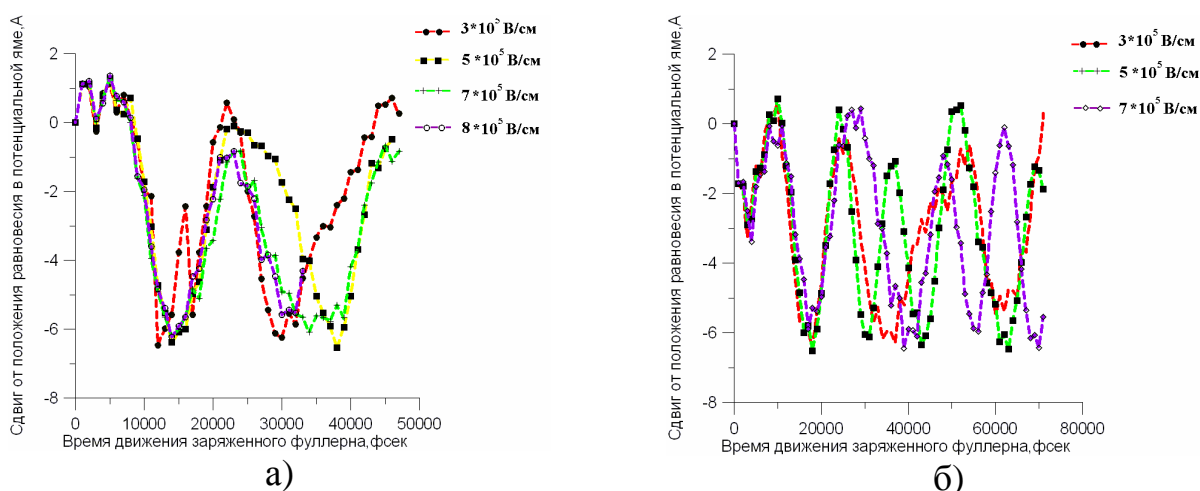 Сдвиг от положения равновесия в потенциальной яме,А
3*10^5 В/см
5 *10^5 В/см
7 *10^5 В/см
8 *10^5 В/см
2
0
-2
-4
-6
-8
0 10000 20000 30000 40000 50000
Время движения заряженного фуллерна,фсек
а)
Сдвиг от положения равновесия в потенциальной яме,А
3*10^5 В/см
5 *10^5 В/см
7 *10^5 В/см
2
0
-2
-4
-6
-8
0 20000 40000 60000 80000
Время движения заряженного фуллерна,фсек
б)